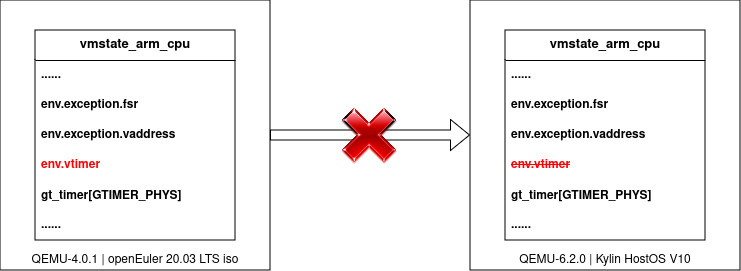 vmstate_arm_cpu
......
env.exception.fsr
env.exception.vaddress
env.vtimer
gt_timer[GTIMER_PHYS]
......
QEMU-4.0.1 | openEuler 20.03 LTS iso
vmstate_arm_cpu
......
env.exception.fsr
env.exception.vaddress
env.vtimer
gt_timer[GTIMER_PHYS]
......
QEMU-6.2.0 | Kylin HostOS V10